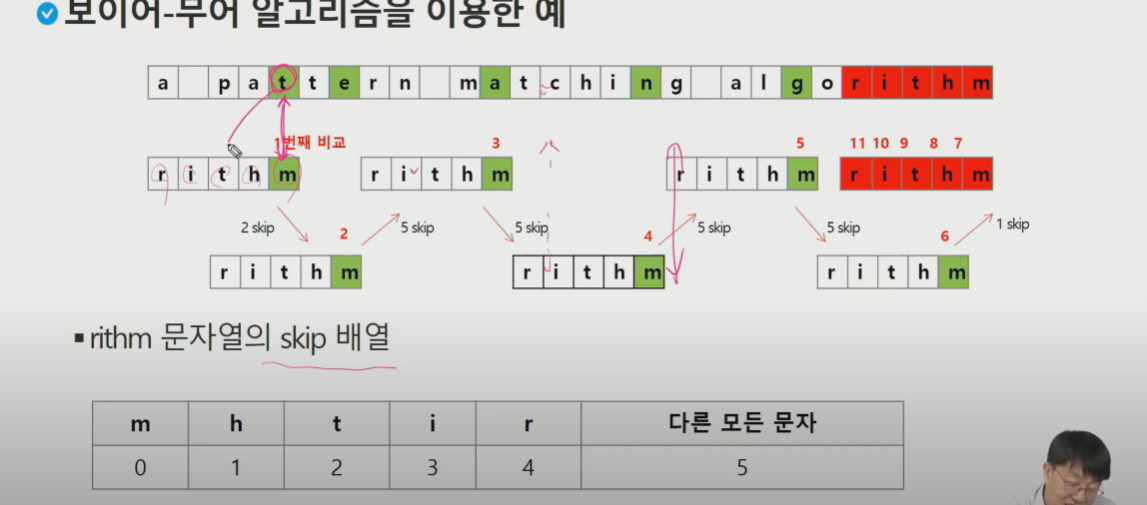 보이어-무어 알고리즘을 이용한 예
a pattern matching algorithm
1번째 비교 3 5 11 10 9 8 7
r i t h m r i t h m r i t h m r i t h m
2 skip 2 5 skip 5 skip 4 5 skip 5 skip 6 1 skip
r i t h m r i t h m r i t h m
▪ rithm 문자열의 skip 배열
m h t i r 다른 모든 문자
0 1 2 3 4 5